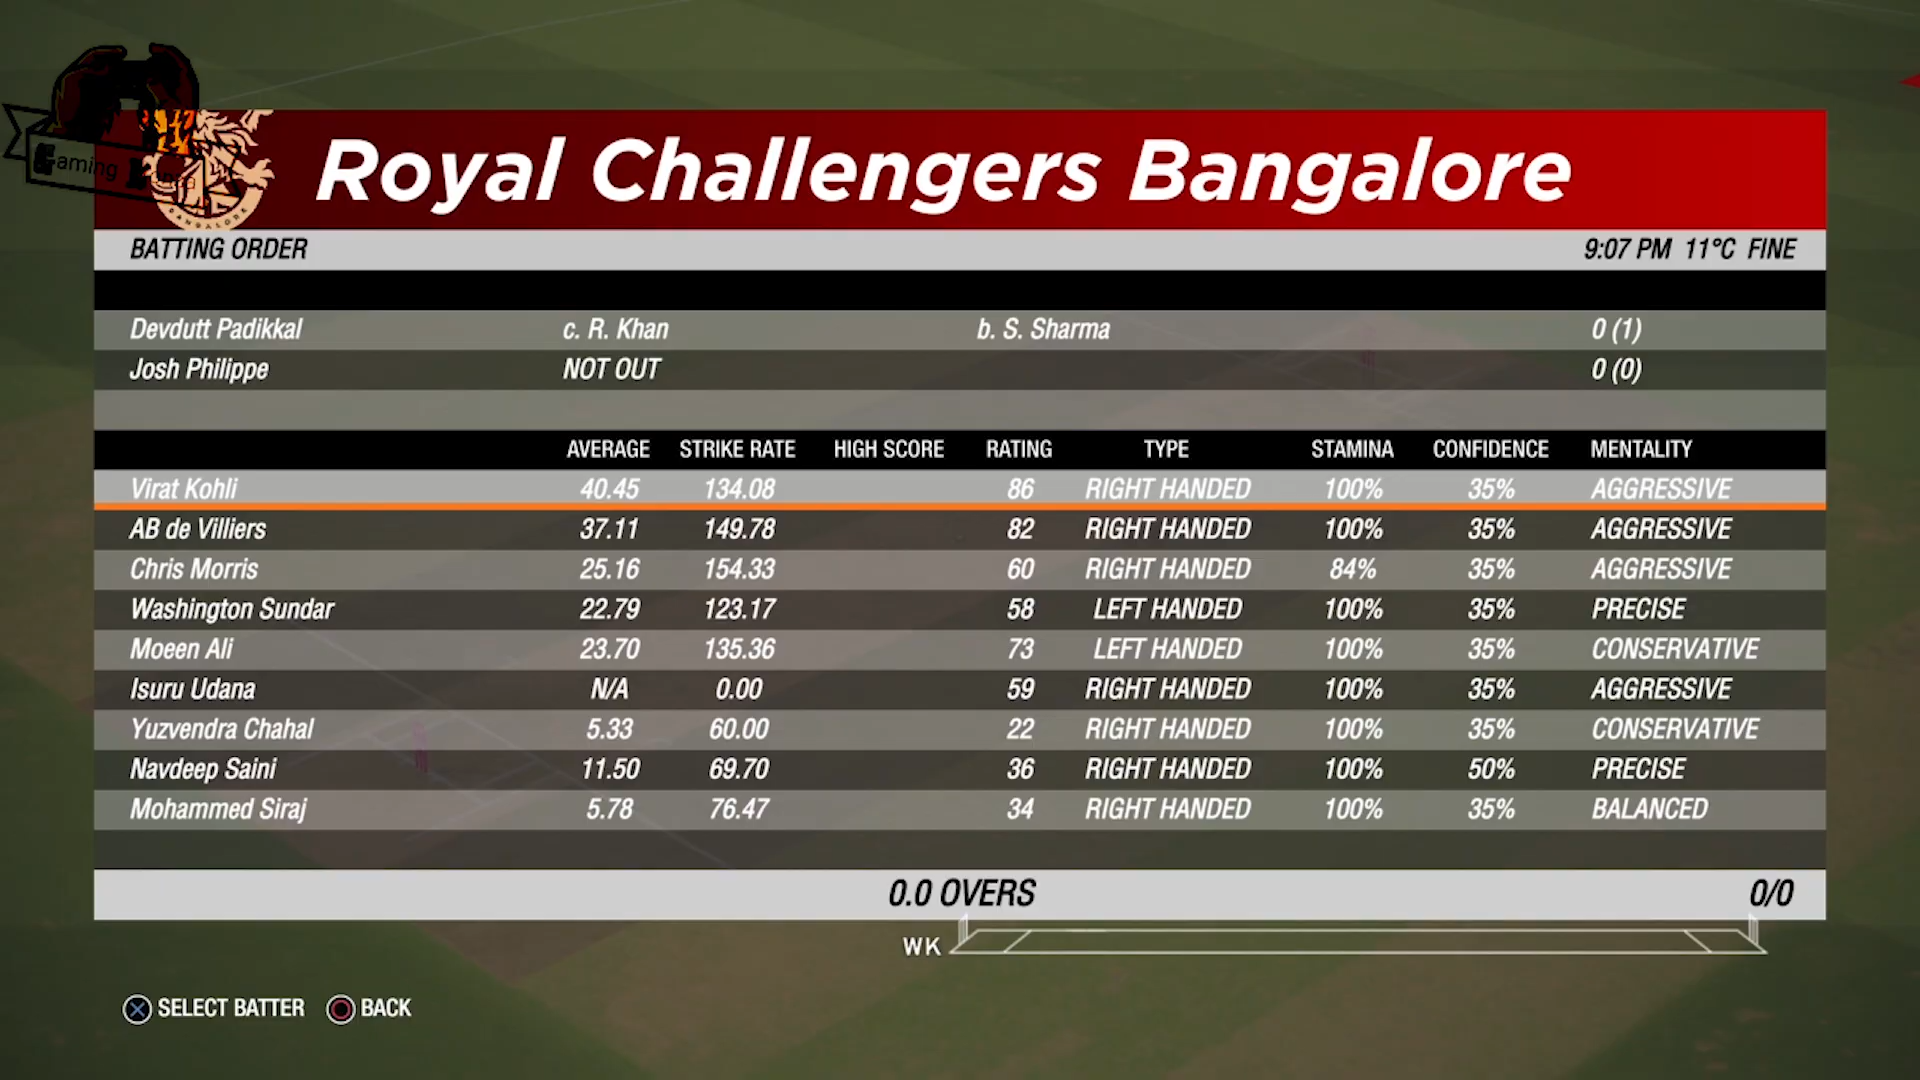 Gaming
BANGALORE
Royal Challengers Bangalore
BATTING ORDER 9:07 PM 11°C FINE
Devdutt Padikkal c. R. Khan b. S. Sharma 0 (1)
Josh Philippe NOT OUT 0 (0)
AVERAGE STRIKE RATE HIGH SCORE RATING TYPE STAMINA CONFIDENCE MENTALITY
Virat Kohli 40.45 134.08 86 RIGHT HANDED 100% 35% AGGRESSIVE
AB de Villiers 37.11 149.78 82 RIGHT HANDED 100% 35% AGGRESSIVE
Chris Morris 25.16 154.33 60 RIGHT HANDED 84% 35% AGGRESSIVE
Washington Sundar 22.79 123.17 58 LEFT HANDED 100% 35% PRECISE
Moeen Ali 23.70 135.36 73 LEFT HANDED 100% 35% CONSERVATIVE
Isuru Udana N/A 0.00 59 RIGHT HANDED 100% 35% AGGRESSIVE
Yuzvendra Chahal 5.33 60.00 22 RIGHT HANDED 100% 35% CONSERVATIVE
Navdeep Saini 11.50 69.70 36 RIGHT HANDED 100% 50% PRECISE
Mohammed Siraj 5.78 76.47 34 RIGHT HANDED 100% 35% BALANCED
0.0 OVERS 0/0
WK
SELECT BATTER BACK